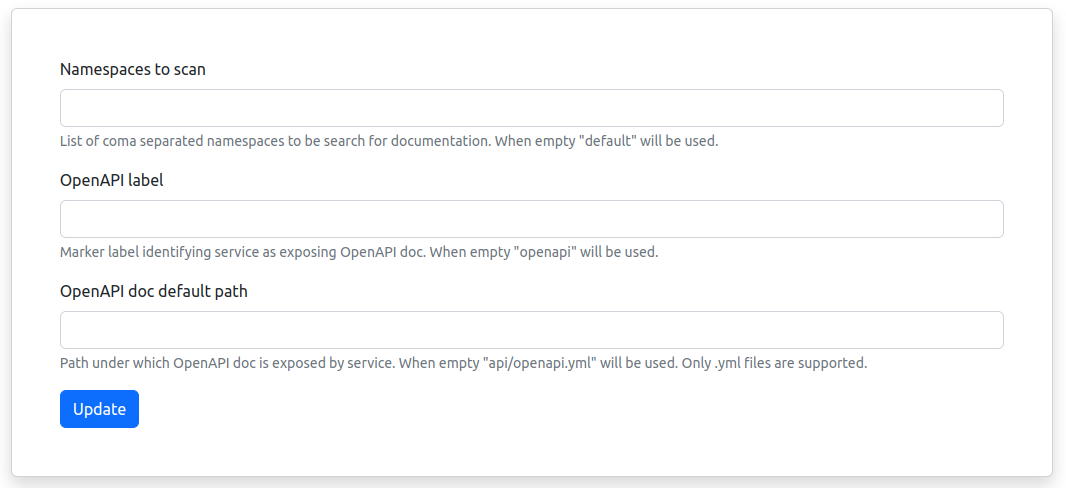 Namespaces to scan
List of coma separated namespaces to be search for documentation. When empty "default" will be used.
OpenAPI label
Marker label identifying service as exposing OpenAPI doc. When empty "openapi" will be used.
OpenAPI doc default path
Path under which OpenAPI doc is exposed by service. When empty "api/openapi.yml" will be used. Only .yml files are supported.
Update